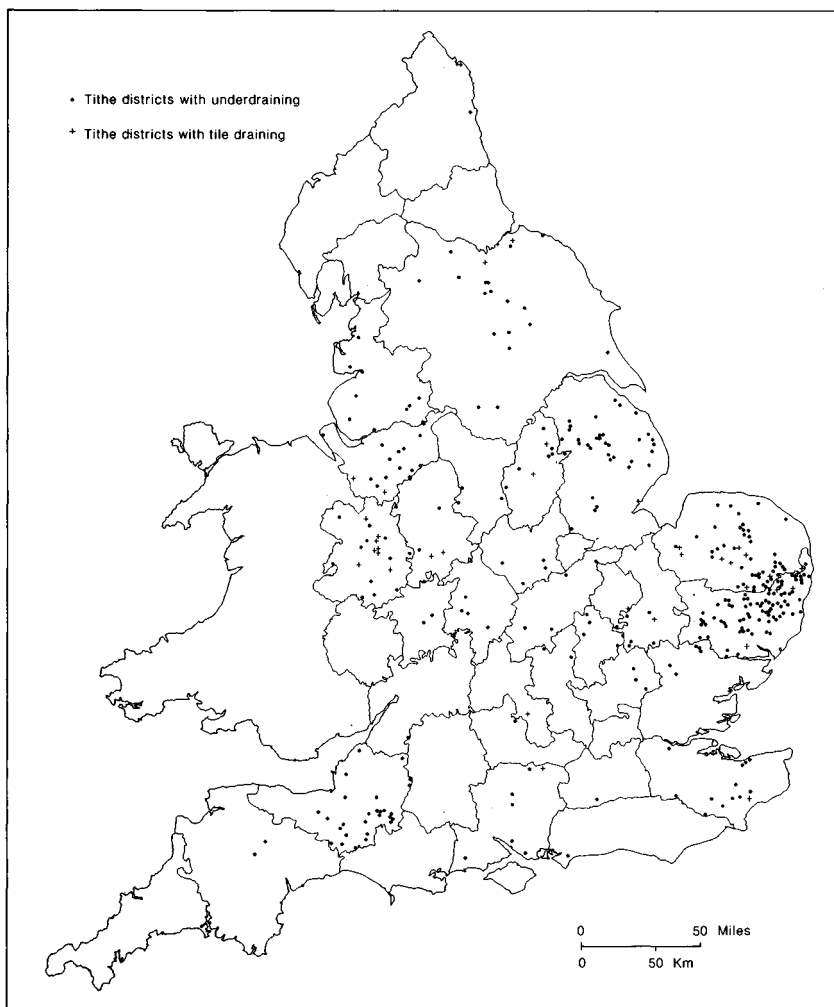 • Tithe districts with underdraining
+ Tithe districts with tile draining
0 50 Miles
0 50 Km